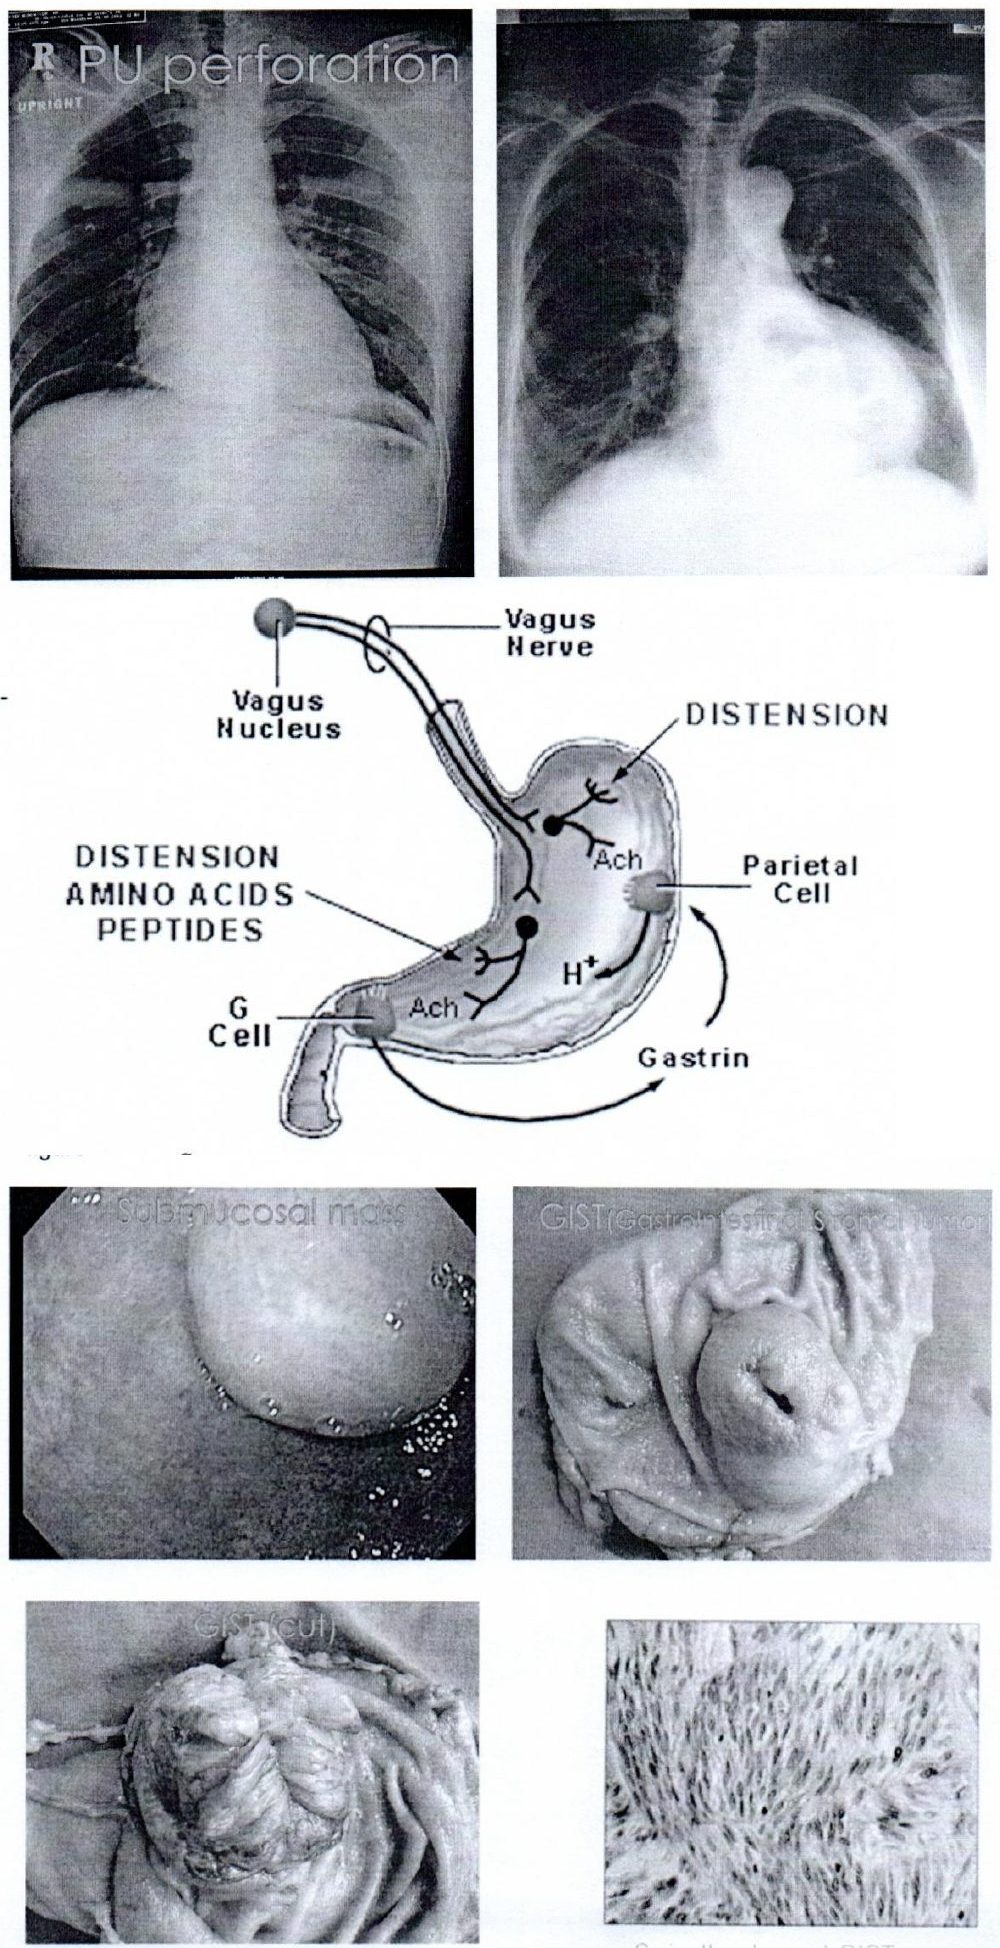 R
PU perforation
UPRIGHT
Vagus
Nerve
Vagus
Nucleus
DISTENSION
DISTENSION
AMINO ACIDS
PEPTIDES
Ach
Parietal
Cell
H+
G
Cell
Ach
Gastrin
Submucosal mass
GIST(Gastrointestinal Stromal Tumor
GIST (cut)